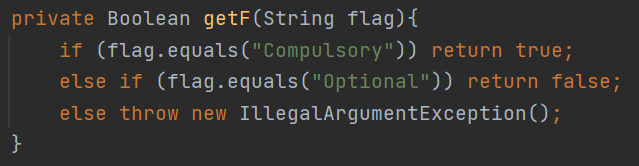 private Boolean getF(String flag){
    if (flag.equals("Compulsory")) return true;
    else if (flag.equals("Optional")) return false;
    else throw new IllegalArgumentException();
}